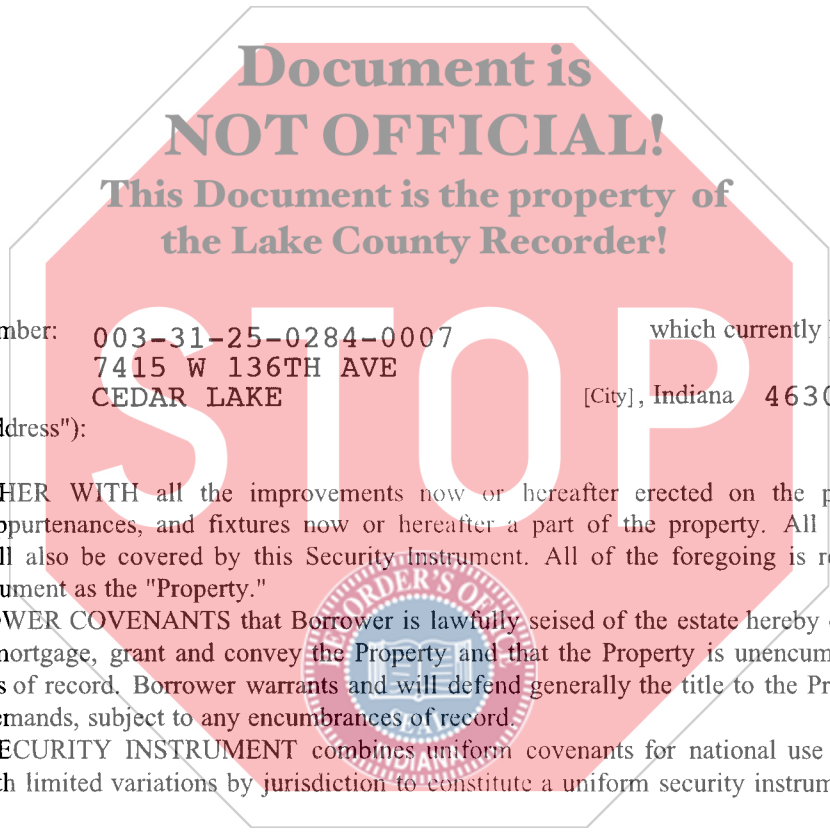 Document is
NOT OFFICIAL!
This Document is the property of
the Lake County Recorder!
STOP
mber: 003-31-25-0284-0007 which currently
7415 W 136TH AVE
CEDAR LAKE [City], Indiana 4630
ddress"):
HER WITH all the improvements now or hereafter erected on the p
ppurtenances, and fixtures now or hereafter a part of the property. All
ll also be covered by this Security Instrument. All of the foregoing is r
ument as the "Property."
WER COVENANTS that Borrower is lawfully seised of the estate hereby
mortgage, grant and convey the Property and that the Property is unencum
s of record. Borrower warrants and will defend generally the title to the Pr
emands, subject to any encumbrances of record.
ECURITY INSTRUMENT combines uniform covenants for national use
th limited variations by jurisdiction to constitute a uniform security instrum
RECORDER'S OFFICE
INDIANA